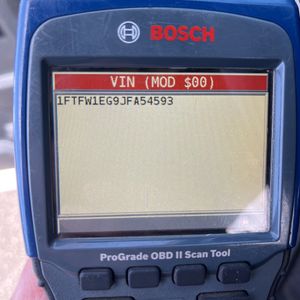 BOSCH
VIN (MOD $00)
1FTFW1EG9JFA54593
ProGrade OBD II Scan Tool